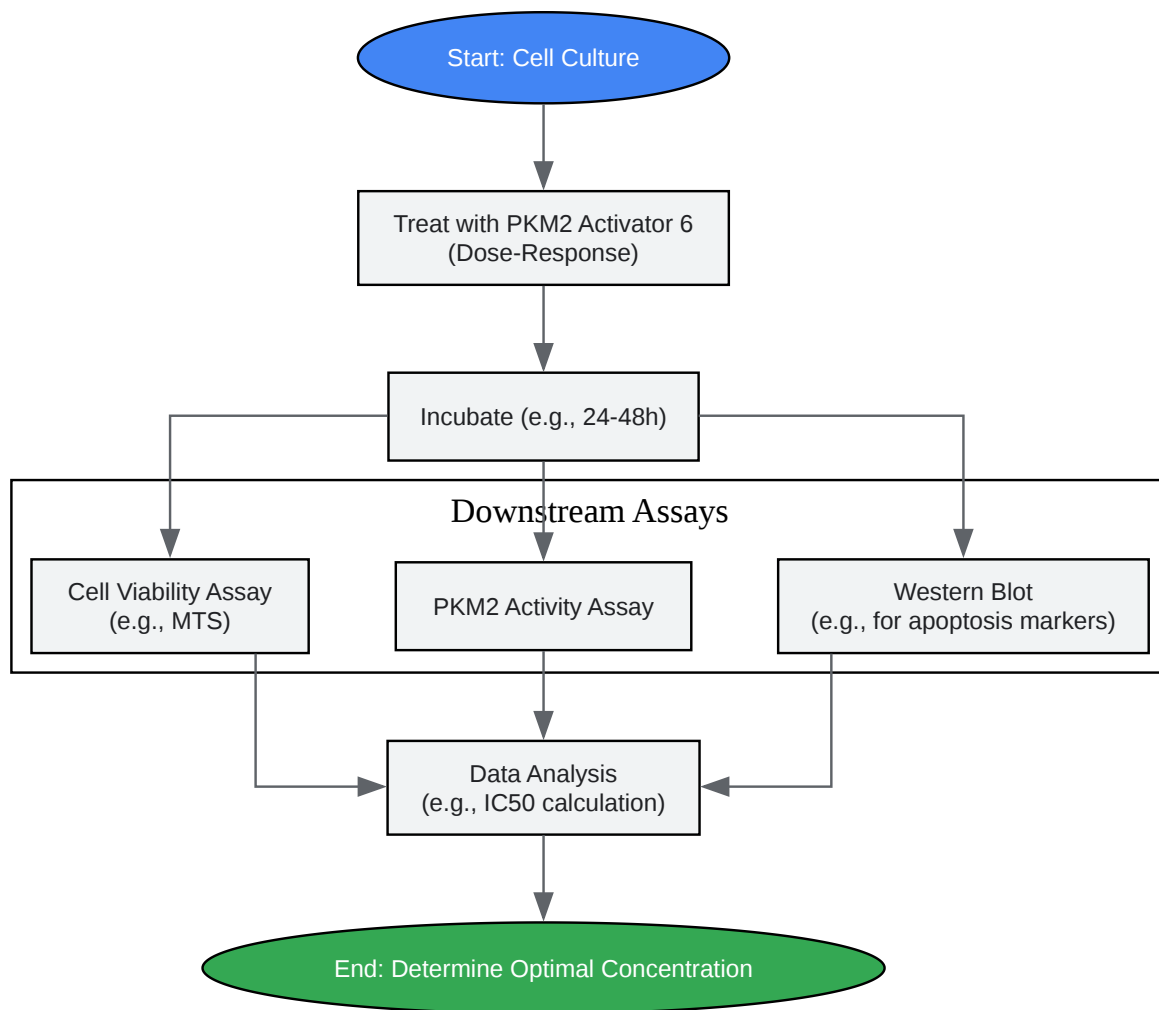 Start: Cell Culture
Treat with PKM2 Activator 6
(Dose-Response)
Incubate (e.g., 24-48h)
Downstream Assays
Cell Viability Assay
(e.g., MTS)
PKM2 Activity Assay
Western Blot
(e.g., for apoptosis markers)
Data Analysis
(e.g., IC50 calculation)
End: Determine Optimal Concentration